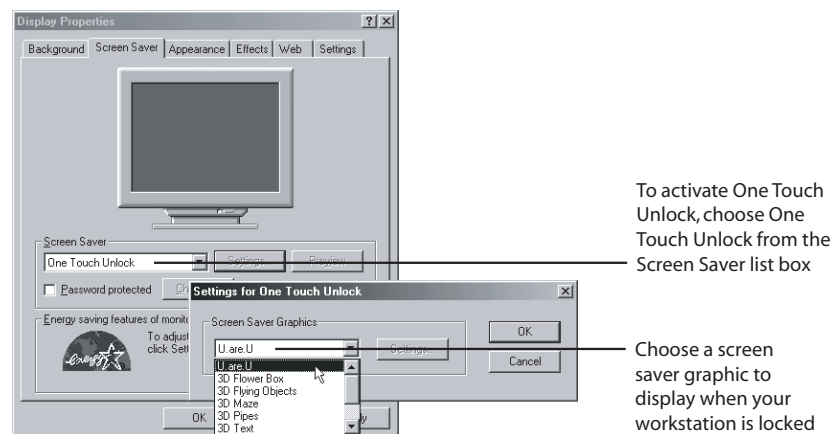 Display Properties
Background Screen Saver Appearance Effects Web Settings
Screen Saver
One Touch Unlock Settings... Preview
Password protected
Energy saving features of
To adjust
click
energy
OK
Settings for One Touch Unlock
Screen Saver Graphics
U.are.U Settings...
U.are.U
3D Flower Box
3D Flying Objects
3D Maze
3D Pipes
3D Text
OK
Cancel
To activate One Touch
Unlock, choose One
Touch Unlock from the
Screen Saver list box
Choose a screen
saver graphic to
display when your
workstation is locked